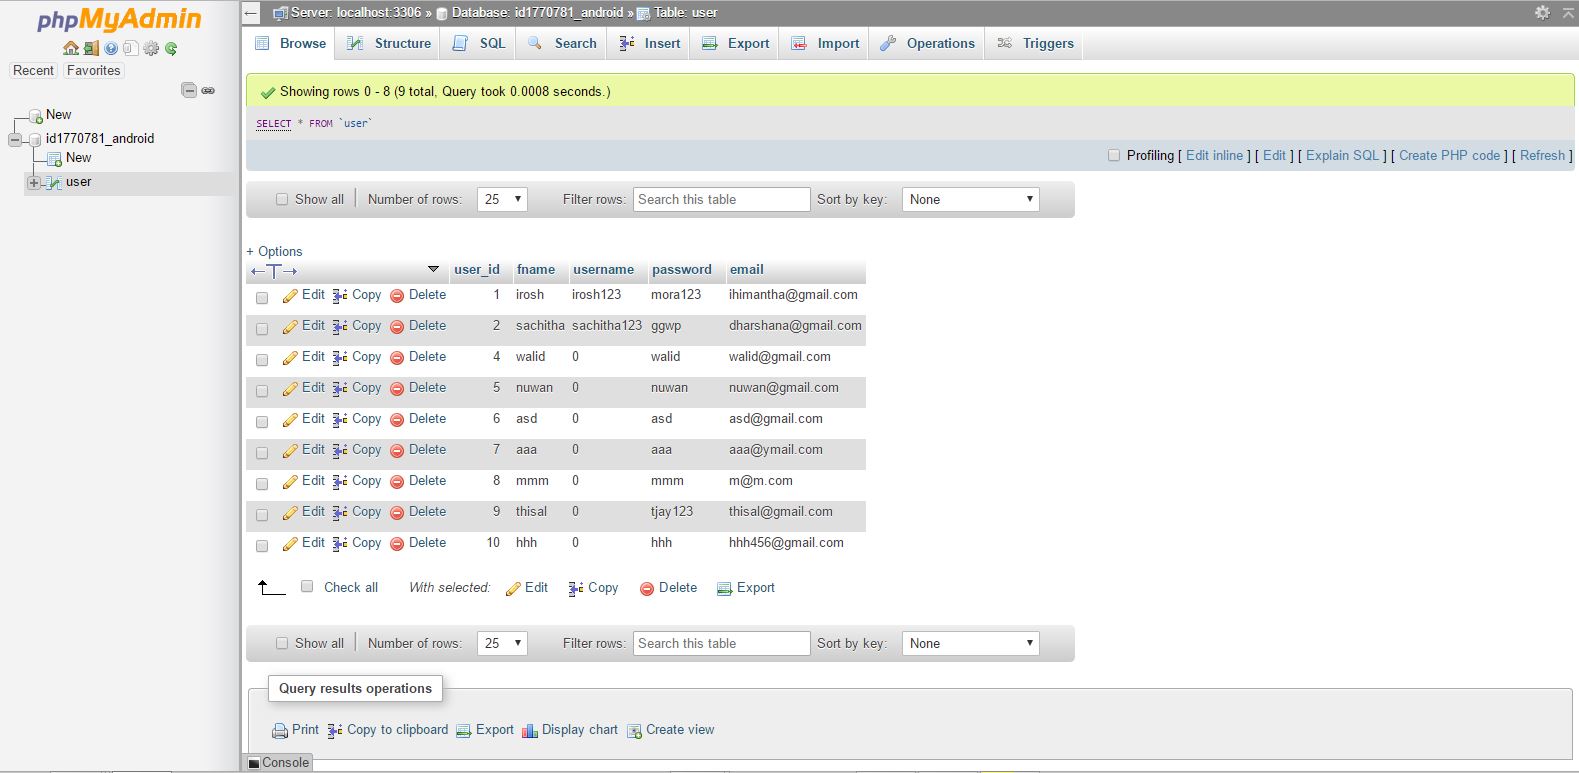 phpMyAdmin
Recent Favorites
New
id1770781_android
New
user
Server: localhost:3306 » Database: id1770781_android » Table: user
Browse Structure SQL Search Insert Export Import Operations Triggers
Showing rows 0 - 8 (9 total, Query took 0.0008 seconds.)
SELECT * FROM `user`
Profiling [ Edit inline ] [ Edit ] [ Explain SQL ] [ Create PHP code ] [ Refresh ]
Show all Number of rows: 25 Filter rows: Search this table Sort by key: None
+ Options
user_id fname username password email
Edit Copy Delete 1 irosh irosh123 mora123 ihimantha@gmail.com
Edit Copy Delete 2 sachitha sachitha123 ggwp dharshana@gmail.com
Edit Copy Delete 4 walid 0 walid walid@gmail.com
Edit Copy Delete 5 nuwan 0 nuwan nuwan@gmail.com
Edit Copy Delete 6 asd 0 asd asd@gmail.com
Edit Copy Delete 7 aaa 0 aaa aaa@ymail.com
Edit Copy Delete 8 mmm 0 mmm m@m.com
Edit Copy Delete 9 thisal 0 tjay123 thisal@gmail.com
Edit Copy Delete 10 hhh 0 hhh hhh456@gmail.com
Check all With selected: Edit Copy Delete Export
Show all Number of rows: 25 Filter rows: Search this table Sort by key: None
Query results operations
Print Copy to clipboard Export Display chart Create view
Console